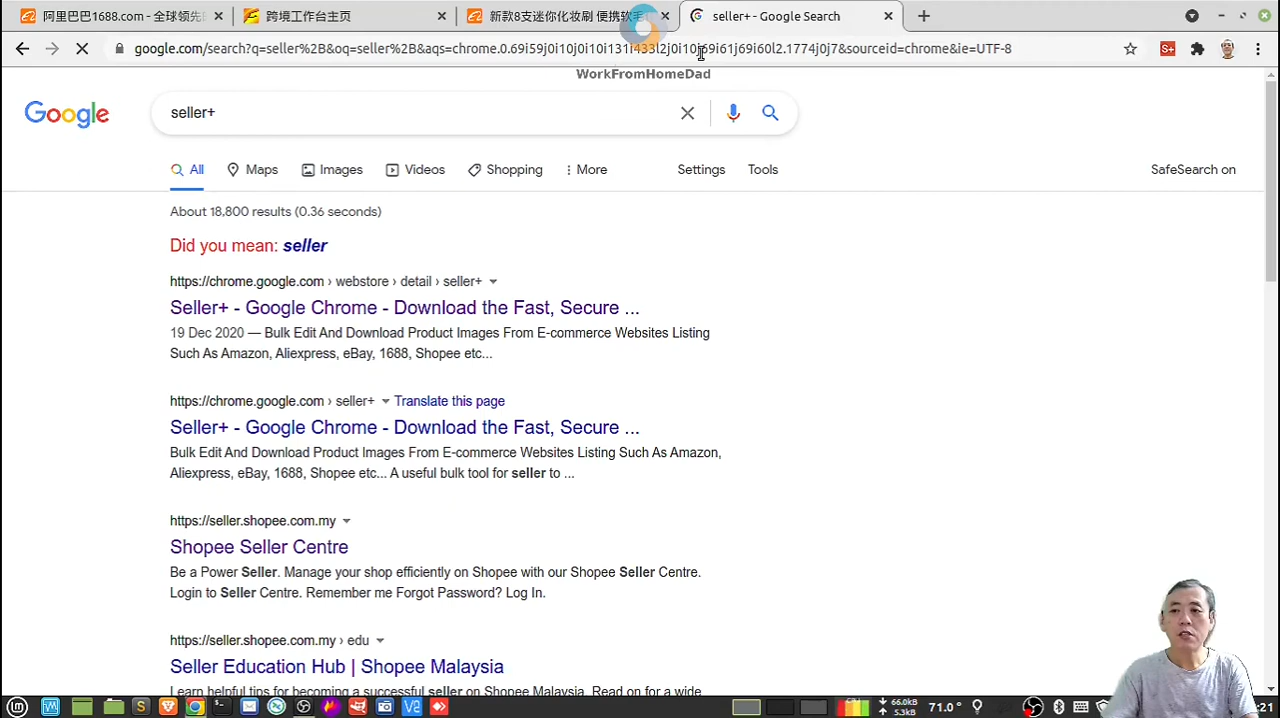 阿里巴巴1688.com - 全球领先
跨境工作台主页
新款8支迷你化妆刷 便携软毛
seller+ - Google Search
google.com/search?q=seller%2B&oq=seller%2B&aqs=chrome.0.69i59j0i10j0i10i131i433l2j0i10j69i61j69i60l2.1774j0j7&sourceid=chrome&ie=UTF-8
S+
WorkFromHomeDad
Google
seller+
All
Maps
Images
Videos
Shopping
More
Settings
Tools
SafeSearch on
About 18,800 results (0.36 seconds)
Did you mean: seller
https://chrome.google.com › webstore › detail › seller+
Seller+ - Google Chrome - Download the Fast, Secure ...
19 Dec 2020 — Bulk Edit And Download Product Images From E-commerce Websites Listing
Such As Amazon, Aliexpress, eBay, 1688, Shopee etc...
https://chrome.google.com › seller+ Translate this page
Seller+ - Google Chrome - Download the Fast, Secure ...
Bulk Edit And Download Product Images From E-commerce Websites Listing Such As Amazon,
Aliexpress, eBay, 1688, Shopee etc... A useful bulk tool for seller to ...
https://seller.shopee.com.my
Shopee Seller Centre
Be a Power Seller. Manage your shop efficiently on Shopee with our Shopee Seller Centre.
Login to Seller Centre. Remember me Forgot Password? Log In.
https://seller.shopee.com.my › edu
Seller Education Hub | Shopee Malaysia
Learn helpful tips for becoming a successful seller on Shopee Malaysia. Read on for a wide
66.0kB
5.3kB
71.0°
:21